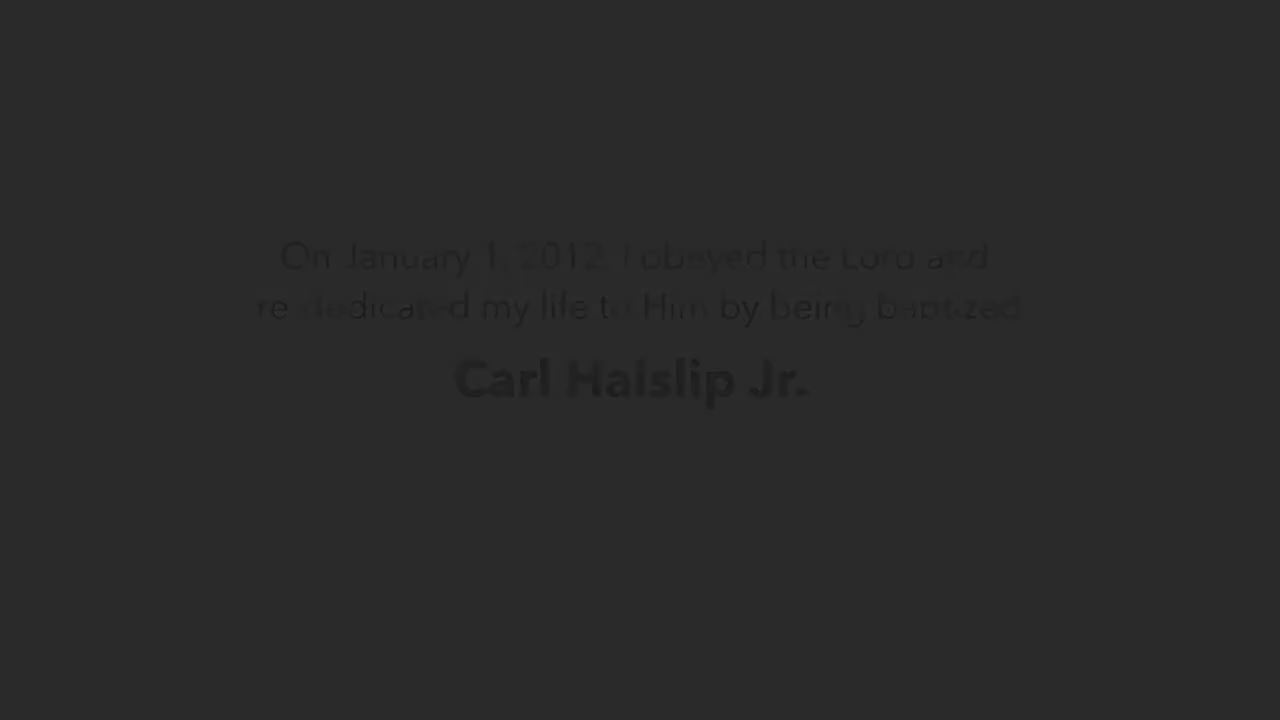 On January 1, 2012, I obeyed the Lord and
re-dedicated my life to Him by being baptized
Carl Haislip Jr.